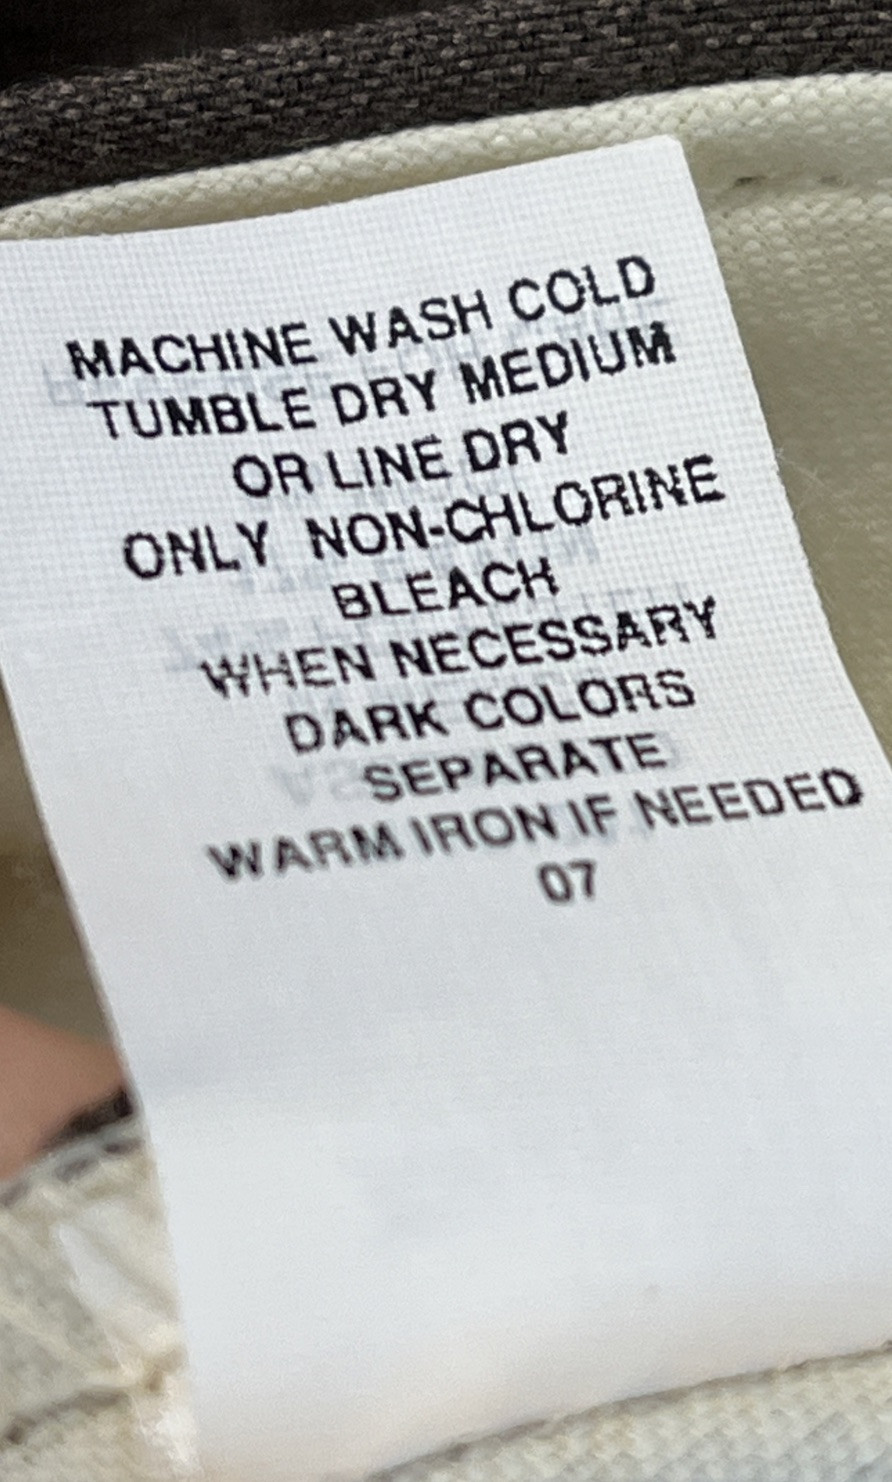 MACHINE WASH COLD
TUMBLE DRY MEDIUM
OR LINE DRY
ONLY NON-CHLORINE
BLEACH
WHEN NECESSARY
DARK COLORS
SEPARATE
WARM IRON IF NEEDED
07